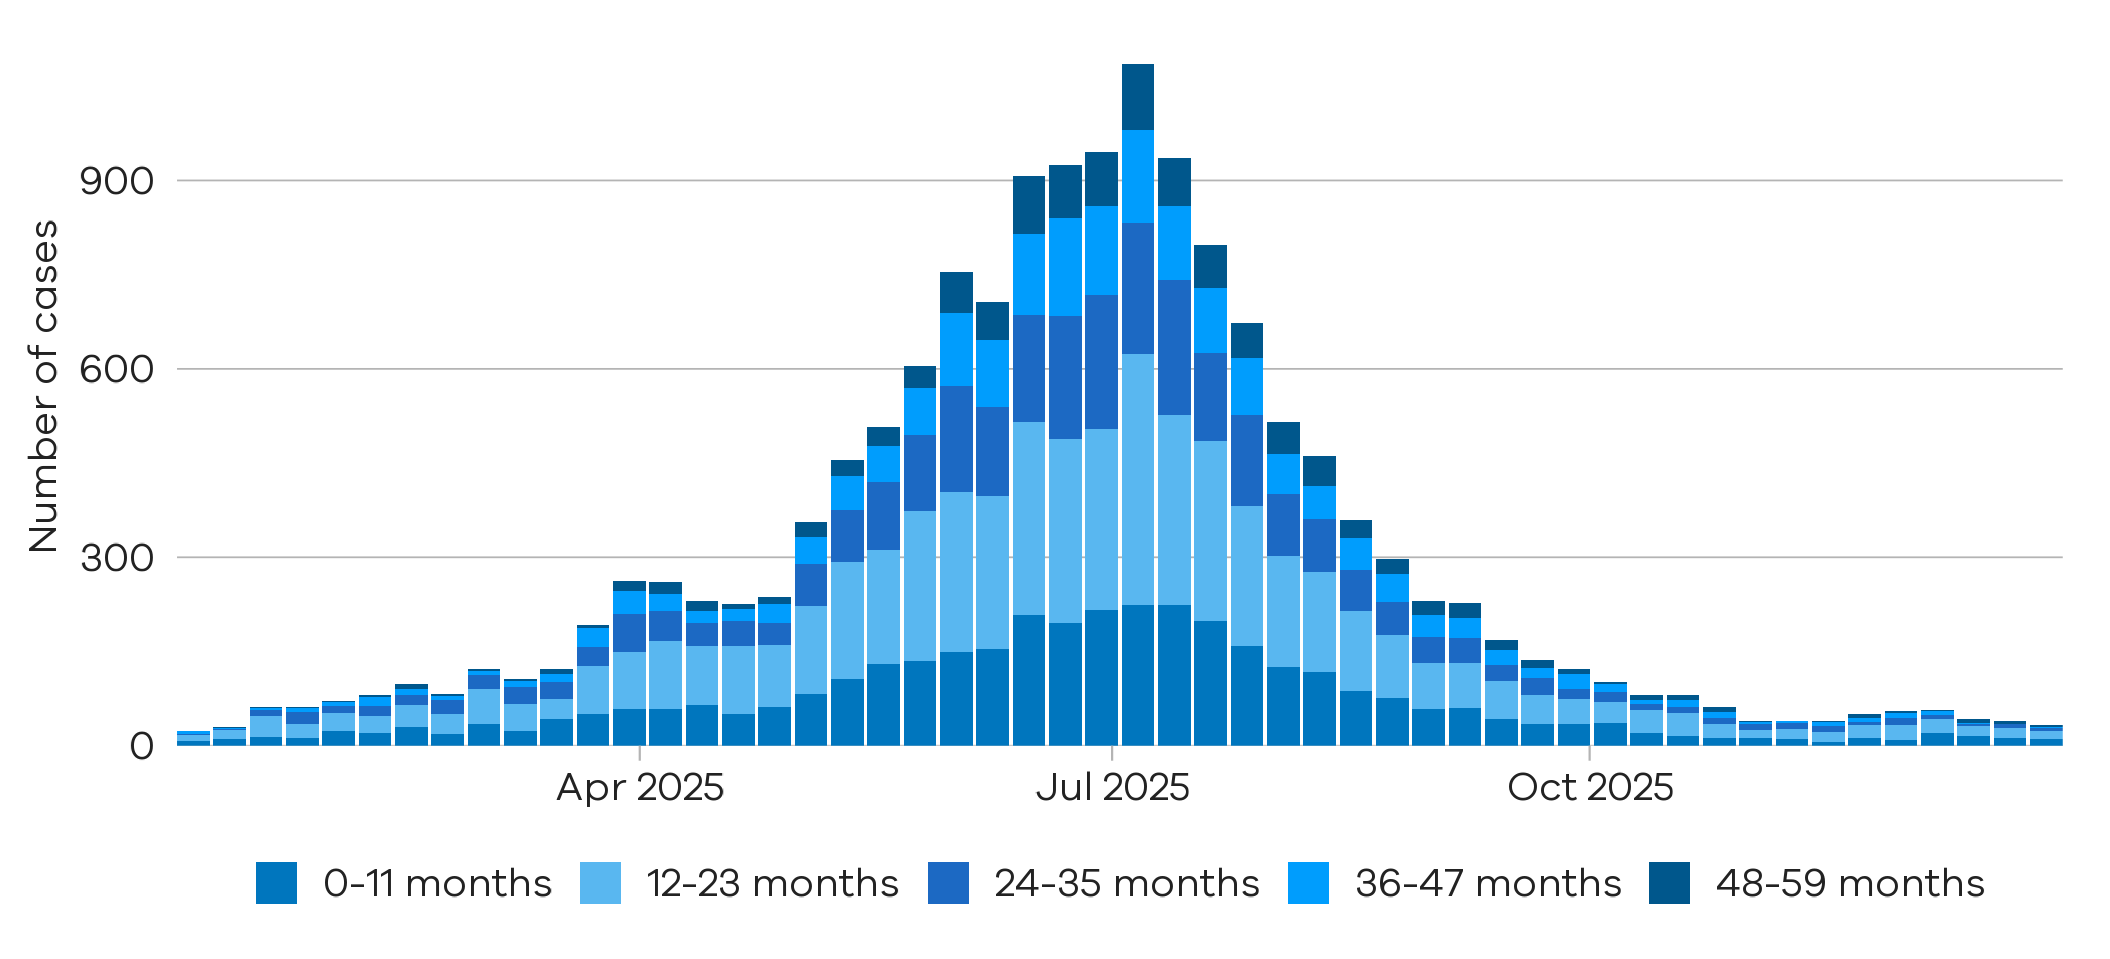 Number of cases
900
600
300
0
Apr 2025 Jul 2025 Oct 2025
0-11 months 12-23 months 24-35 months 36-47 months 48-59 months